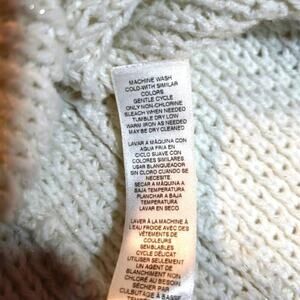 MACHINE WASH
COLD-WITH SIMILAR
COLORS
GENTLE CYCLE
ONLY NON-CHLORINE
BLEACH WHEN NEEDED
TUMBLE DRY LOW
WARM IRON AS NEEDED
MAY BE DRY CLEANED
LAVAR A MÁQUINA CON
AGUA FRIA EN
CICLO SUAVE CON
COLORES SIMILARES
USAR BLANQUEADOR
SIN CLORO CUANDO SE
NECESITE.
SECAR A MÁQUINA A
BAJA TEMPERATURA
PLANCHAR A BAJA
TEMPERATURA
LAVAR EN SECO
LAVER À LA MACHINE À
L'EAU FROIDE AVEC DES
VÊTEMENTS DE
COULEURS
SEMBLABLES
CYCLE DÉLICAT
UTILISER SEULEMENT
UN AGENT DE
BLANCHIMENT NON
CHLORÉ AU BESOIN
SÉCHER PAR
CULBUTAGE À BASSE